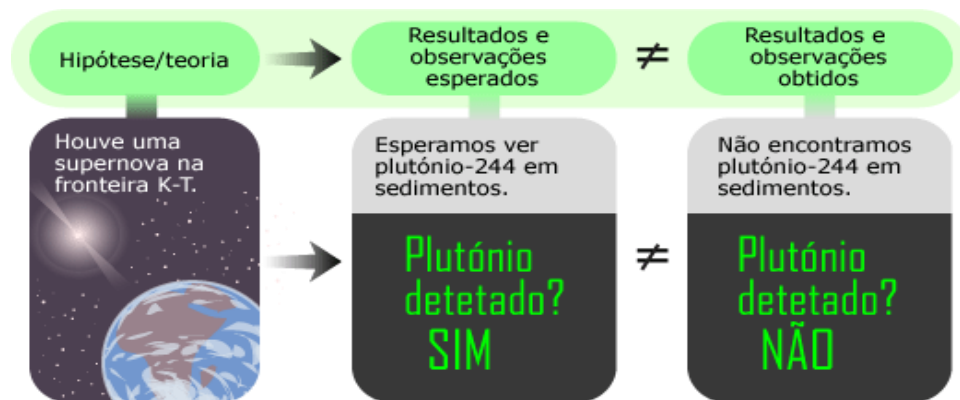 Hipótese/teoria
Resultados e
observações
esperados
≠
Resultados e
observações
obtidos
Houve uma
supernova na
fronteira K-T.
Esperamos ver
plutónio-244 em
sedimentos.
Não encontramos
plutónio-244 em
sedimentos.
Plutónio
detetado?
SIM
≠
Plutónio
detetado?
NÃO